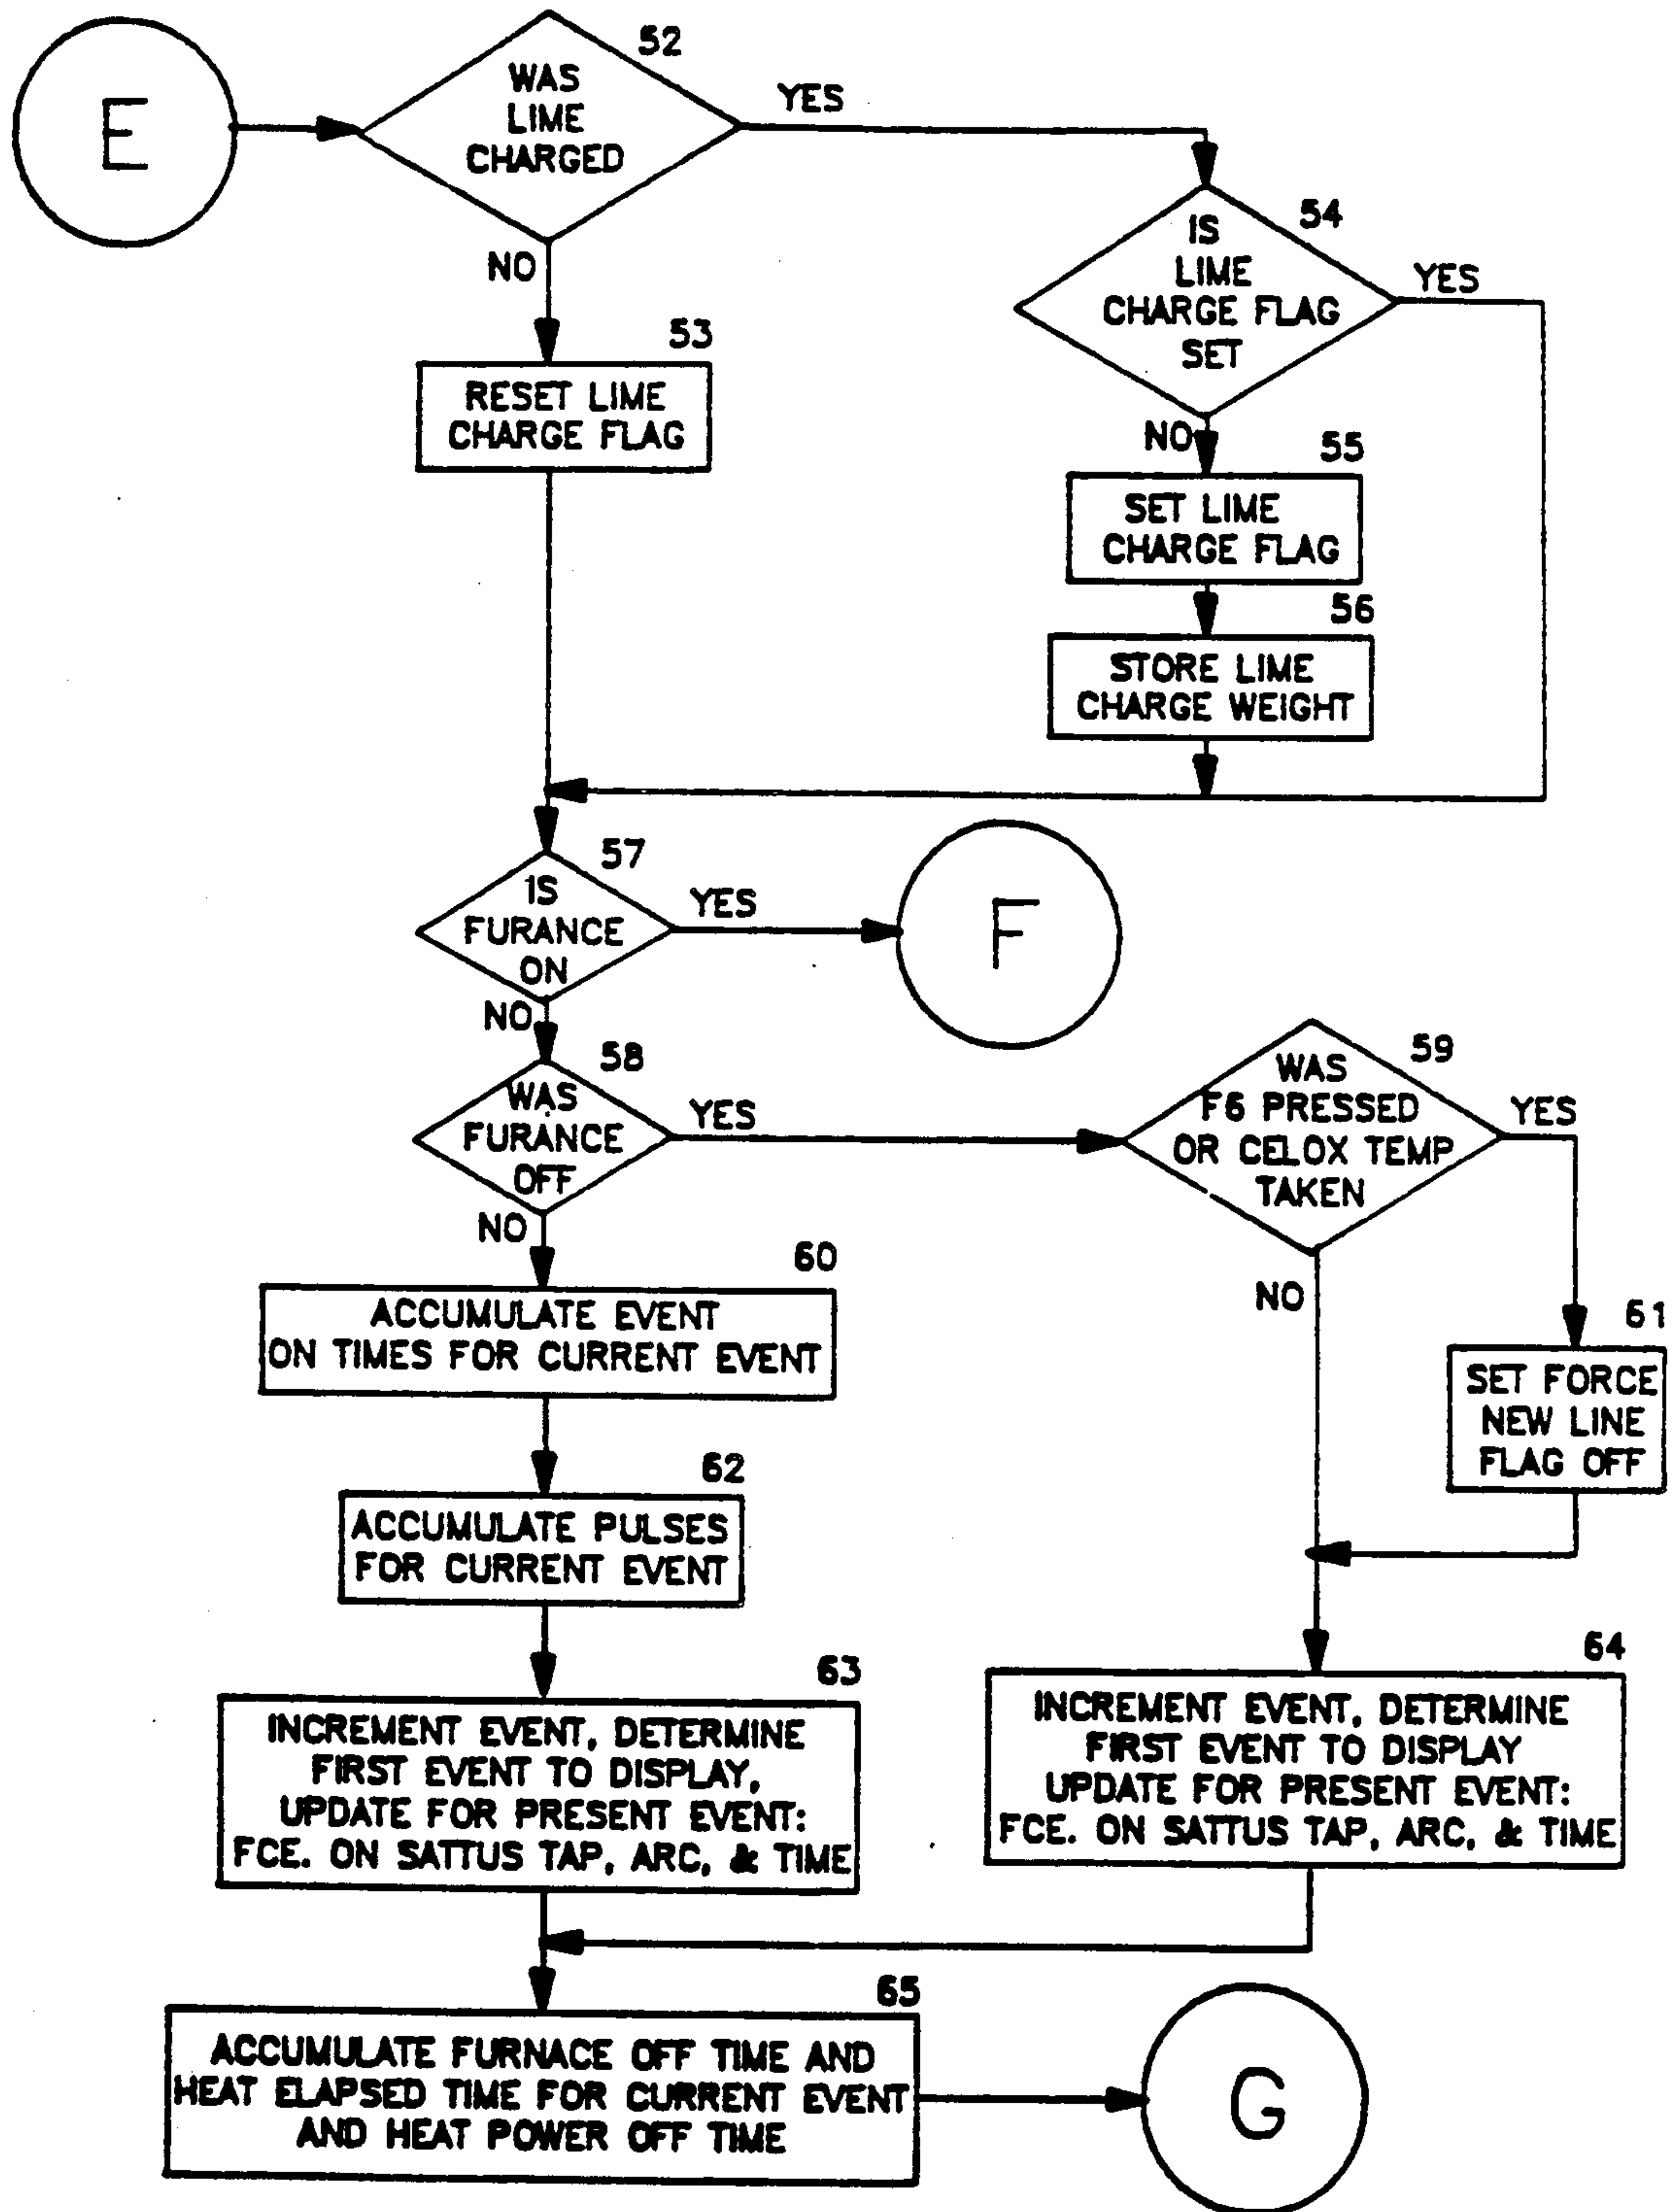 E
52
WAS
LIME
CHARGED
YES
NO
54
IS
LIME
CHARGE FLAG
SET
YES
NO
53
RESET LIME
CHARGE FLAG
55
SET LIME
CHARGE FLAG
56
STORE LIME
CHARGE WEIGHT
57
IS
FURANCE
ON
YES
NO
F
58
WAS
FURANCE
OFF
YES
NO
59
WAS
F6 PRESSED
OR CELOX TEMP
TAKEN
YES
NO
60
ACCUMULATE EVENT
ON TIMES FOR CURRENT EVENT
61
SET FORCE
NEW LINE
FLAG OFF
62
ACCUMULATE PULSES
FOR CURRENT EVENT
63
INCREMENT EVENT, DETERMINE
FIRST EVENT TO DISPLAY,
UPDATE FOR PRESENT EVENT:
FCE. ON SATTUS TAP, ARC, & TIME
64
INCREMENT EVENT, DETERMINE
FIRST EVENT TO DISPLAY
UPDATE FOR PRESENT EVENT:
FCE. ON SATTUS TAP, ARC, & TIME
65
ACCUMULATE FURNACE OFF TIME AND
HEAT ELAPSED TIME FOR CURRENT EVENT
AND HEAT POWER OFF TIME
G